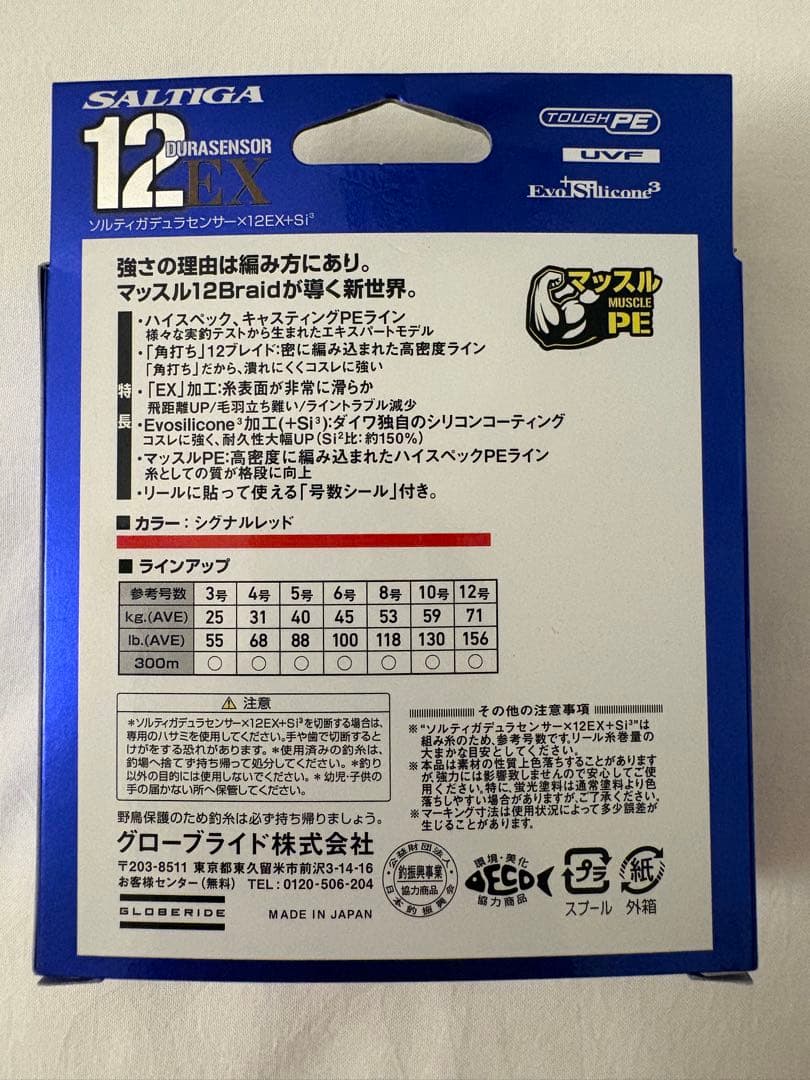 SALTIGA
12 DURASENSOR
EX
ソルティガデュラセンサー×12EX+Si³
TOUGH PE
UVF
Evo+Silicone³
強さの理由は編み方にあり。
マッスル12Braidが導く新世界。
マッスル
MUSCLE
PE
特長
・ハイスペック、キャスティングPEライン
様々な実釣テストから生まれたエキスパートモデル
・「角打ち」12ブレイド:密に編み込まれた高密度ライン
「角打ち」だから、潰れにくくコスレに強い
・「EX」加工:糸表面が非常に滑らか
飛距離UP/毛羽立ち難い/ライントラブル減少
・Evosilicone³加工(+Si³):ダイワ独自のシリコンコーティング
コスレに強く、耐久性大幅UP(Si²比:約150%)
・マッスルPE:高密度に編み込まれたハイスペックPEライン
糸としての質が格段に向上
・リールに貼って使える「号数シール」付き。
■カラー:シグナルレッド
■ラインアップ
参考号数 3号 4号 5号 6号 8号 10号 12号
kg.(AVE) 25 31 40 45 53 59 71
lb.(AVE) 55 68 88 100 118 130 156
300m ○ ○ ○ ○ ○ ○ ○
⚠ 注意
*ソルティガデュラセンサー×12EX+Si³を切断する場合は、
専用のハサミを使用してください。手や歯で切断すると
けがをする恐れがあります。*使用済みの釣糸は、
釣場へ捨てず持ち帰って処分してください。*釣
り以外の目的には使用しないでください。*幼児・子供の
手の届かない所へ保管してください。
その他の注意事項
※"ソルティガデュラセンサー×12EX+Si³"は
組み糸のため、参考号数です。リール糸巻量の
大まかな目安としてください。
※本品は素材の性質上色落ちすることがあります
が、強力には影響致しませんので安心してご使
用ください。特に、蛍光塗料は通常塗料より色
落ちしやすい場合がありますが、ご了承ください。
※マーキング寸法は使用状況によって多少誤差が
生じることがあります。
野鳥保護のため釣糸は必ず持ち帰りましょう。
グローブライド株式会社
〒203-8511 東京都東久留米市前沢3-14-16
お客様センター(無料) TEL:0120-506-204
GLOBERIDE
MADE IN JAPAN
公益財団法人
釣振興事業
協力商品
日本釣振興会
環境・美化
ECO
協力商品
プラ
スプール
紙
外箱